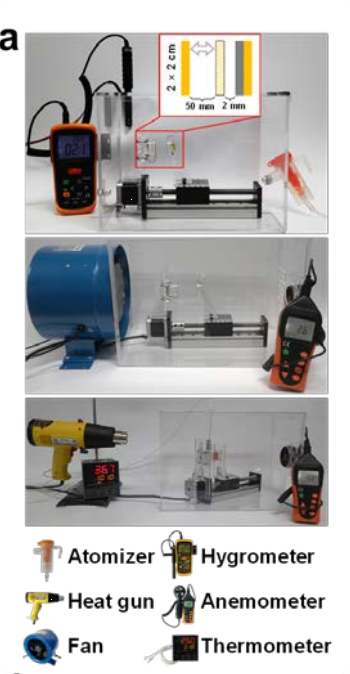 a
2 × 2 cm
50 mm 2 mm
Atomizer Hygrometer
Heat gun Anemometer
Fan Thermometer